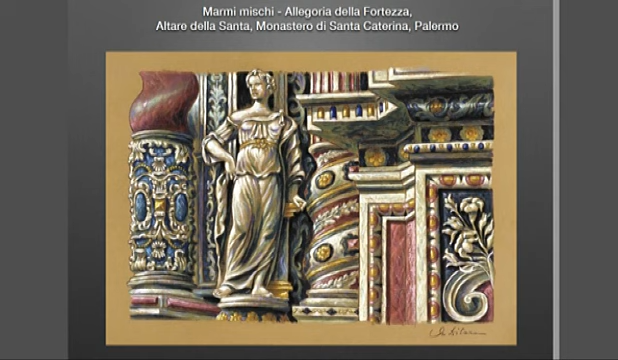 Marmi mischi - Allegoria della Fortezza,
Altare della Santa, Monastero di Santa Caterina, Palermo